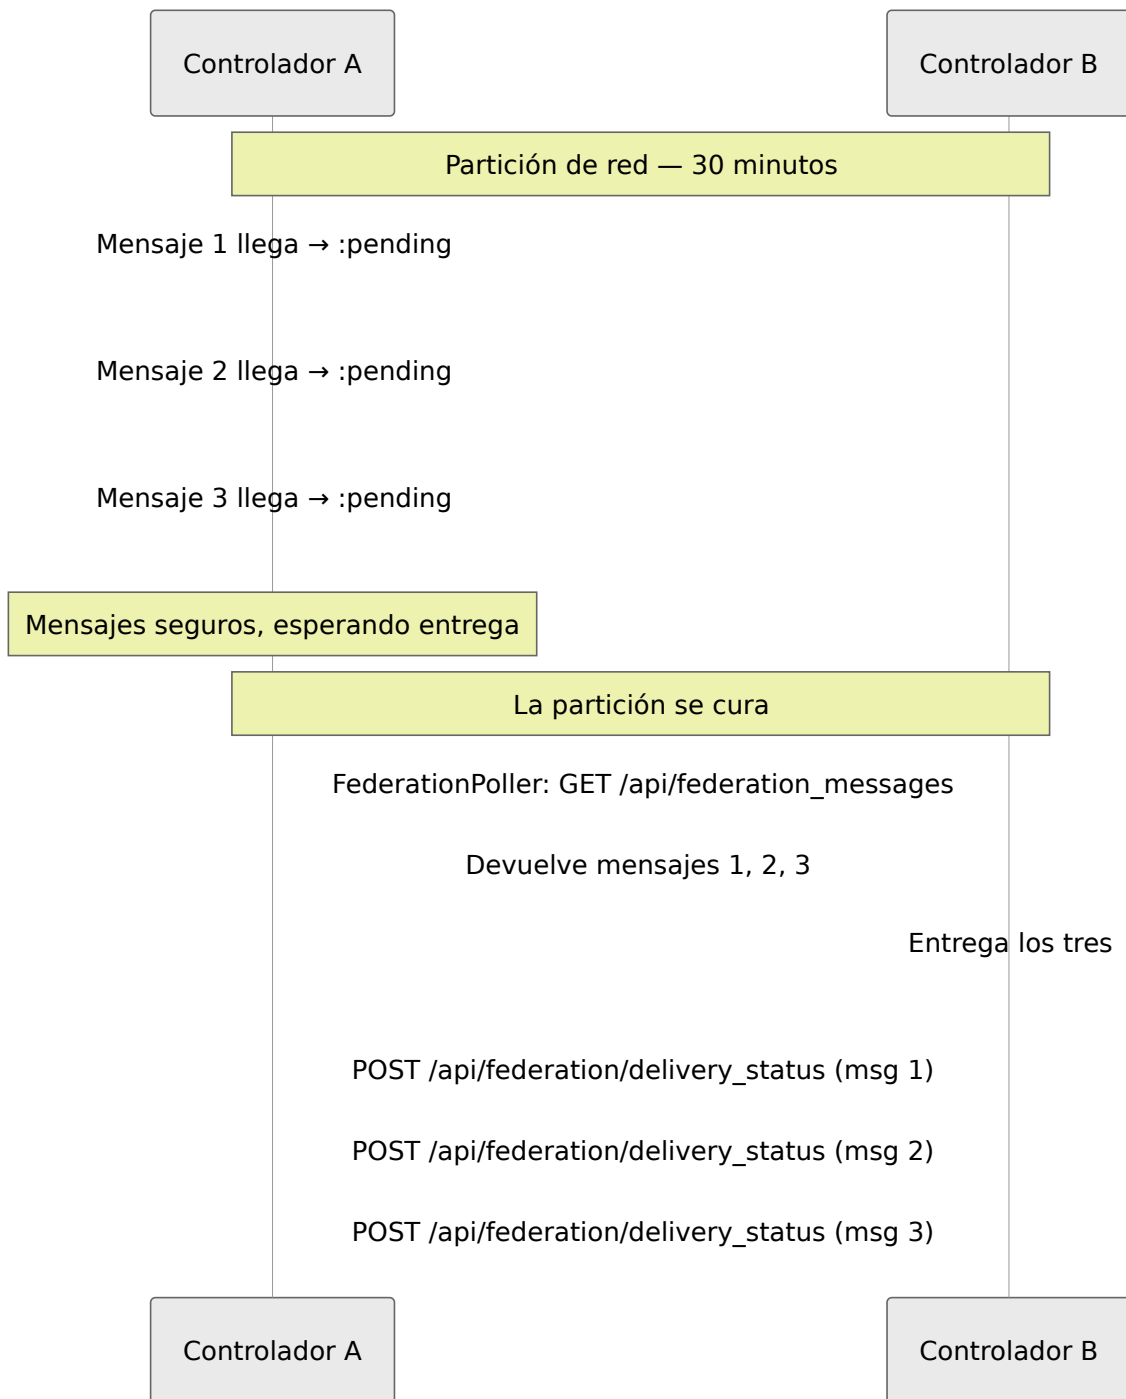 Controlador A
Controlador B
Partición de red — 30 minutos
Mensaje 1 llega → :pending
Mensaje 2 llega → :pending
Mensaje 3 llega → :pending
Mensajes seguros, esperando entrega
La partición se cura
FederationPoller: GET /api/federation_messages
Devuelve mensajes 1, 2, 3
Entrega los tres
POST /api/federation/delivery_status (msg 1)
POST /api/federation/delivery_status (msg 2)
POST /api/federation/delivery_status (msg 3)
Controlador A
Controlador B